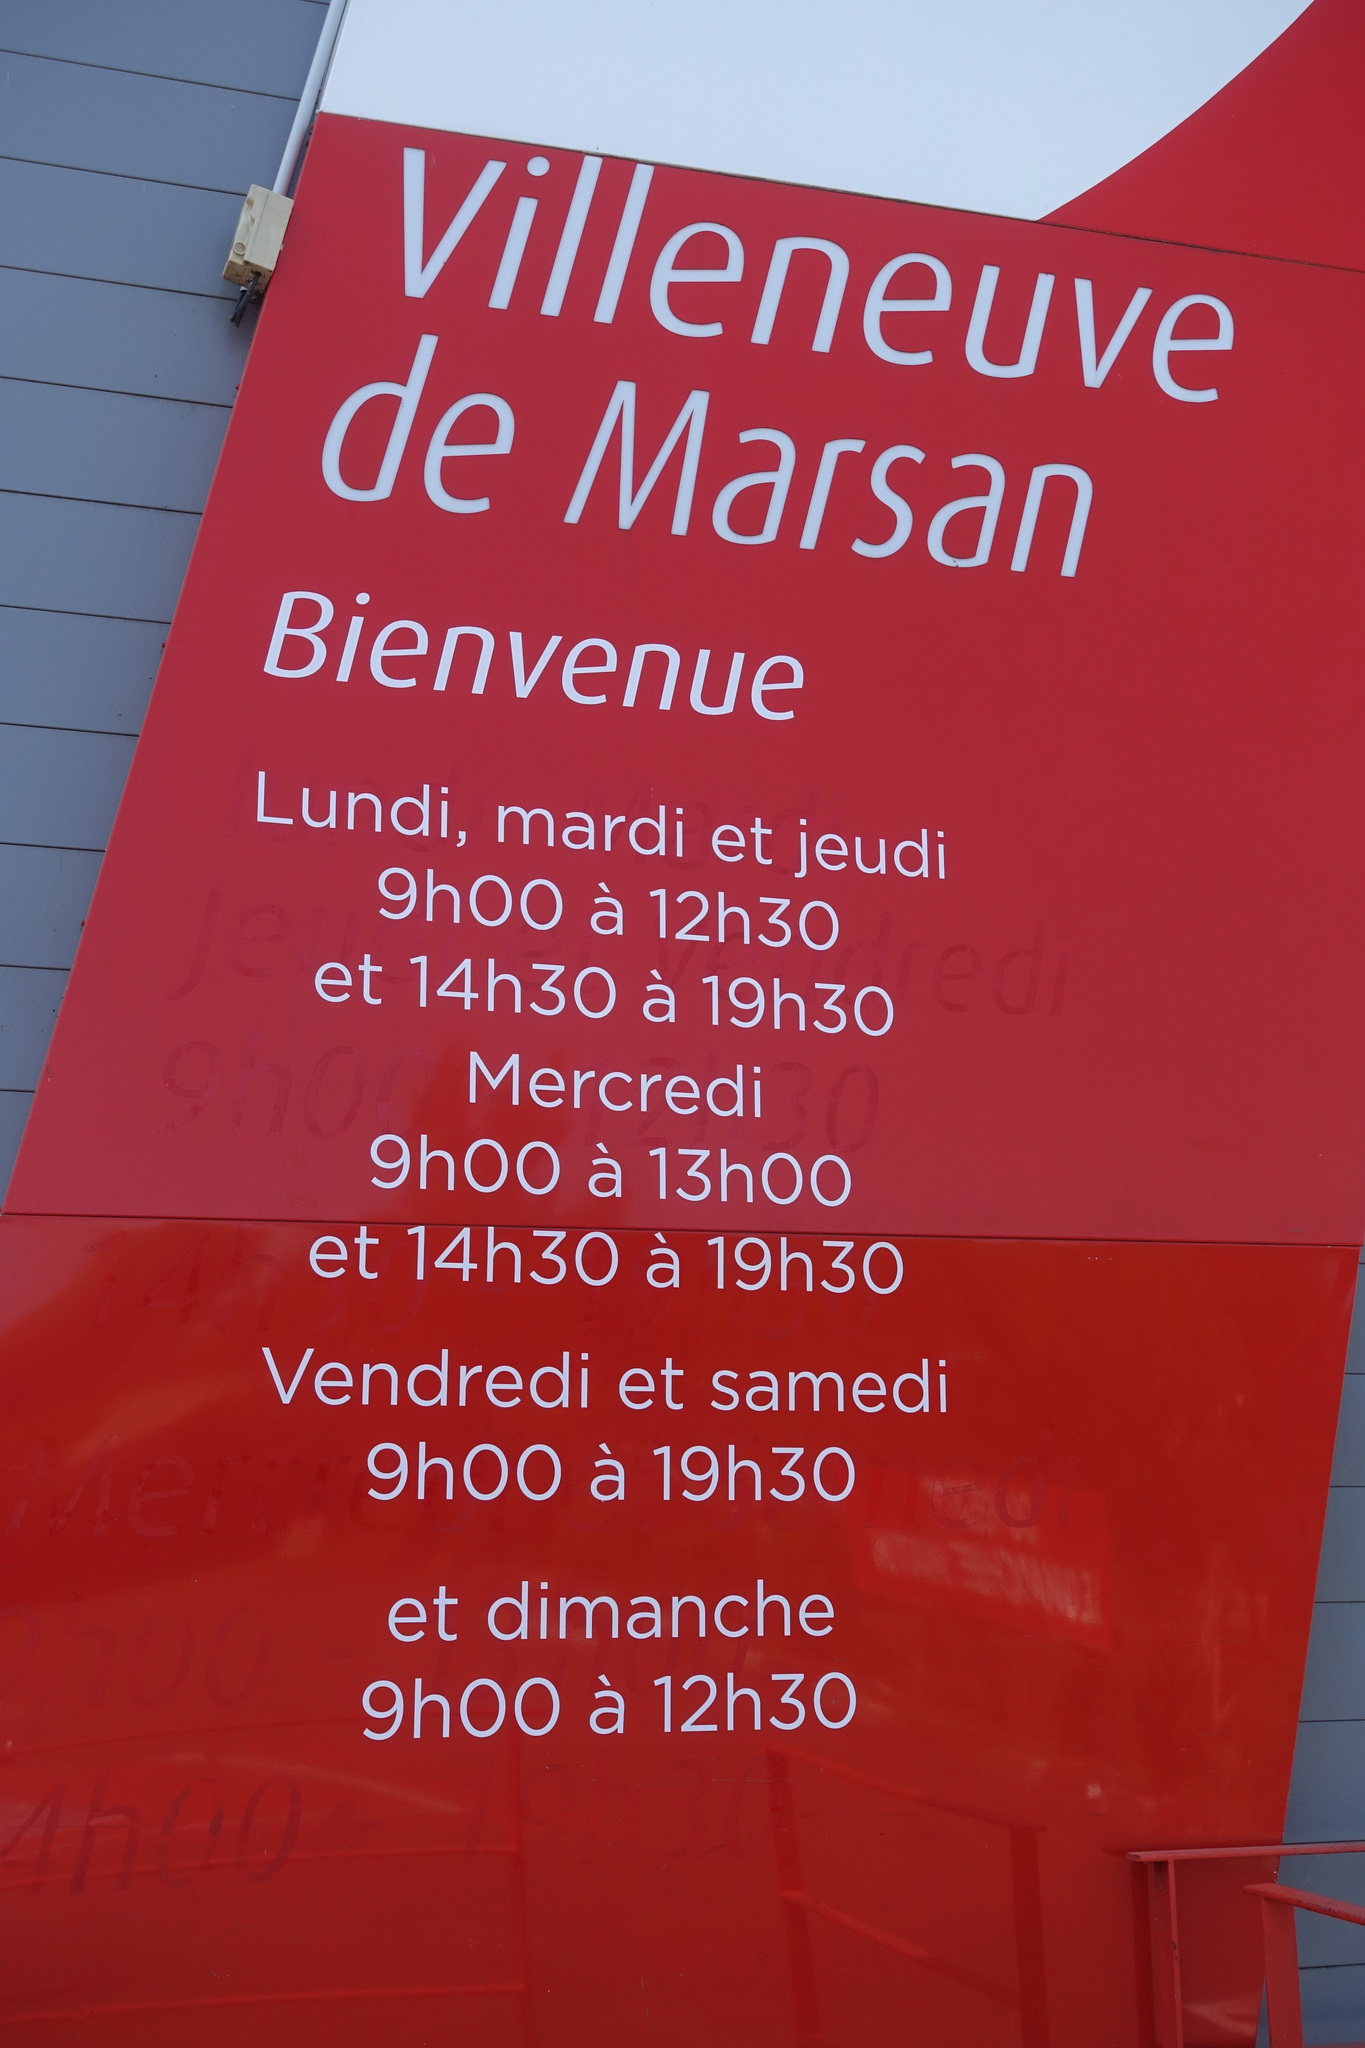 Villeneuve
de Marsan
Bienvenue
Lundi, mardi et jeudi
9h00 à 12h30
et 14h30 à 19h30
Mercredi
9h00 à 13h00
et 14h30 à 19h30
Vendredi et samedi
9h00 à 19h30
et dimanche
9h00 à 12h30